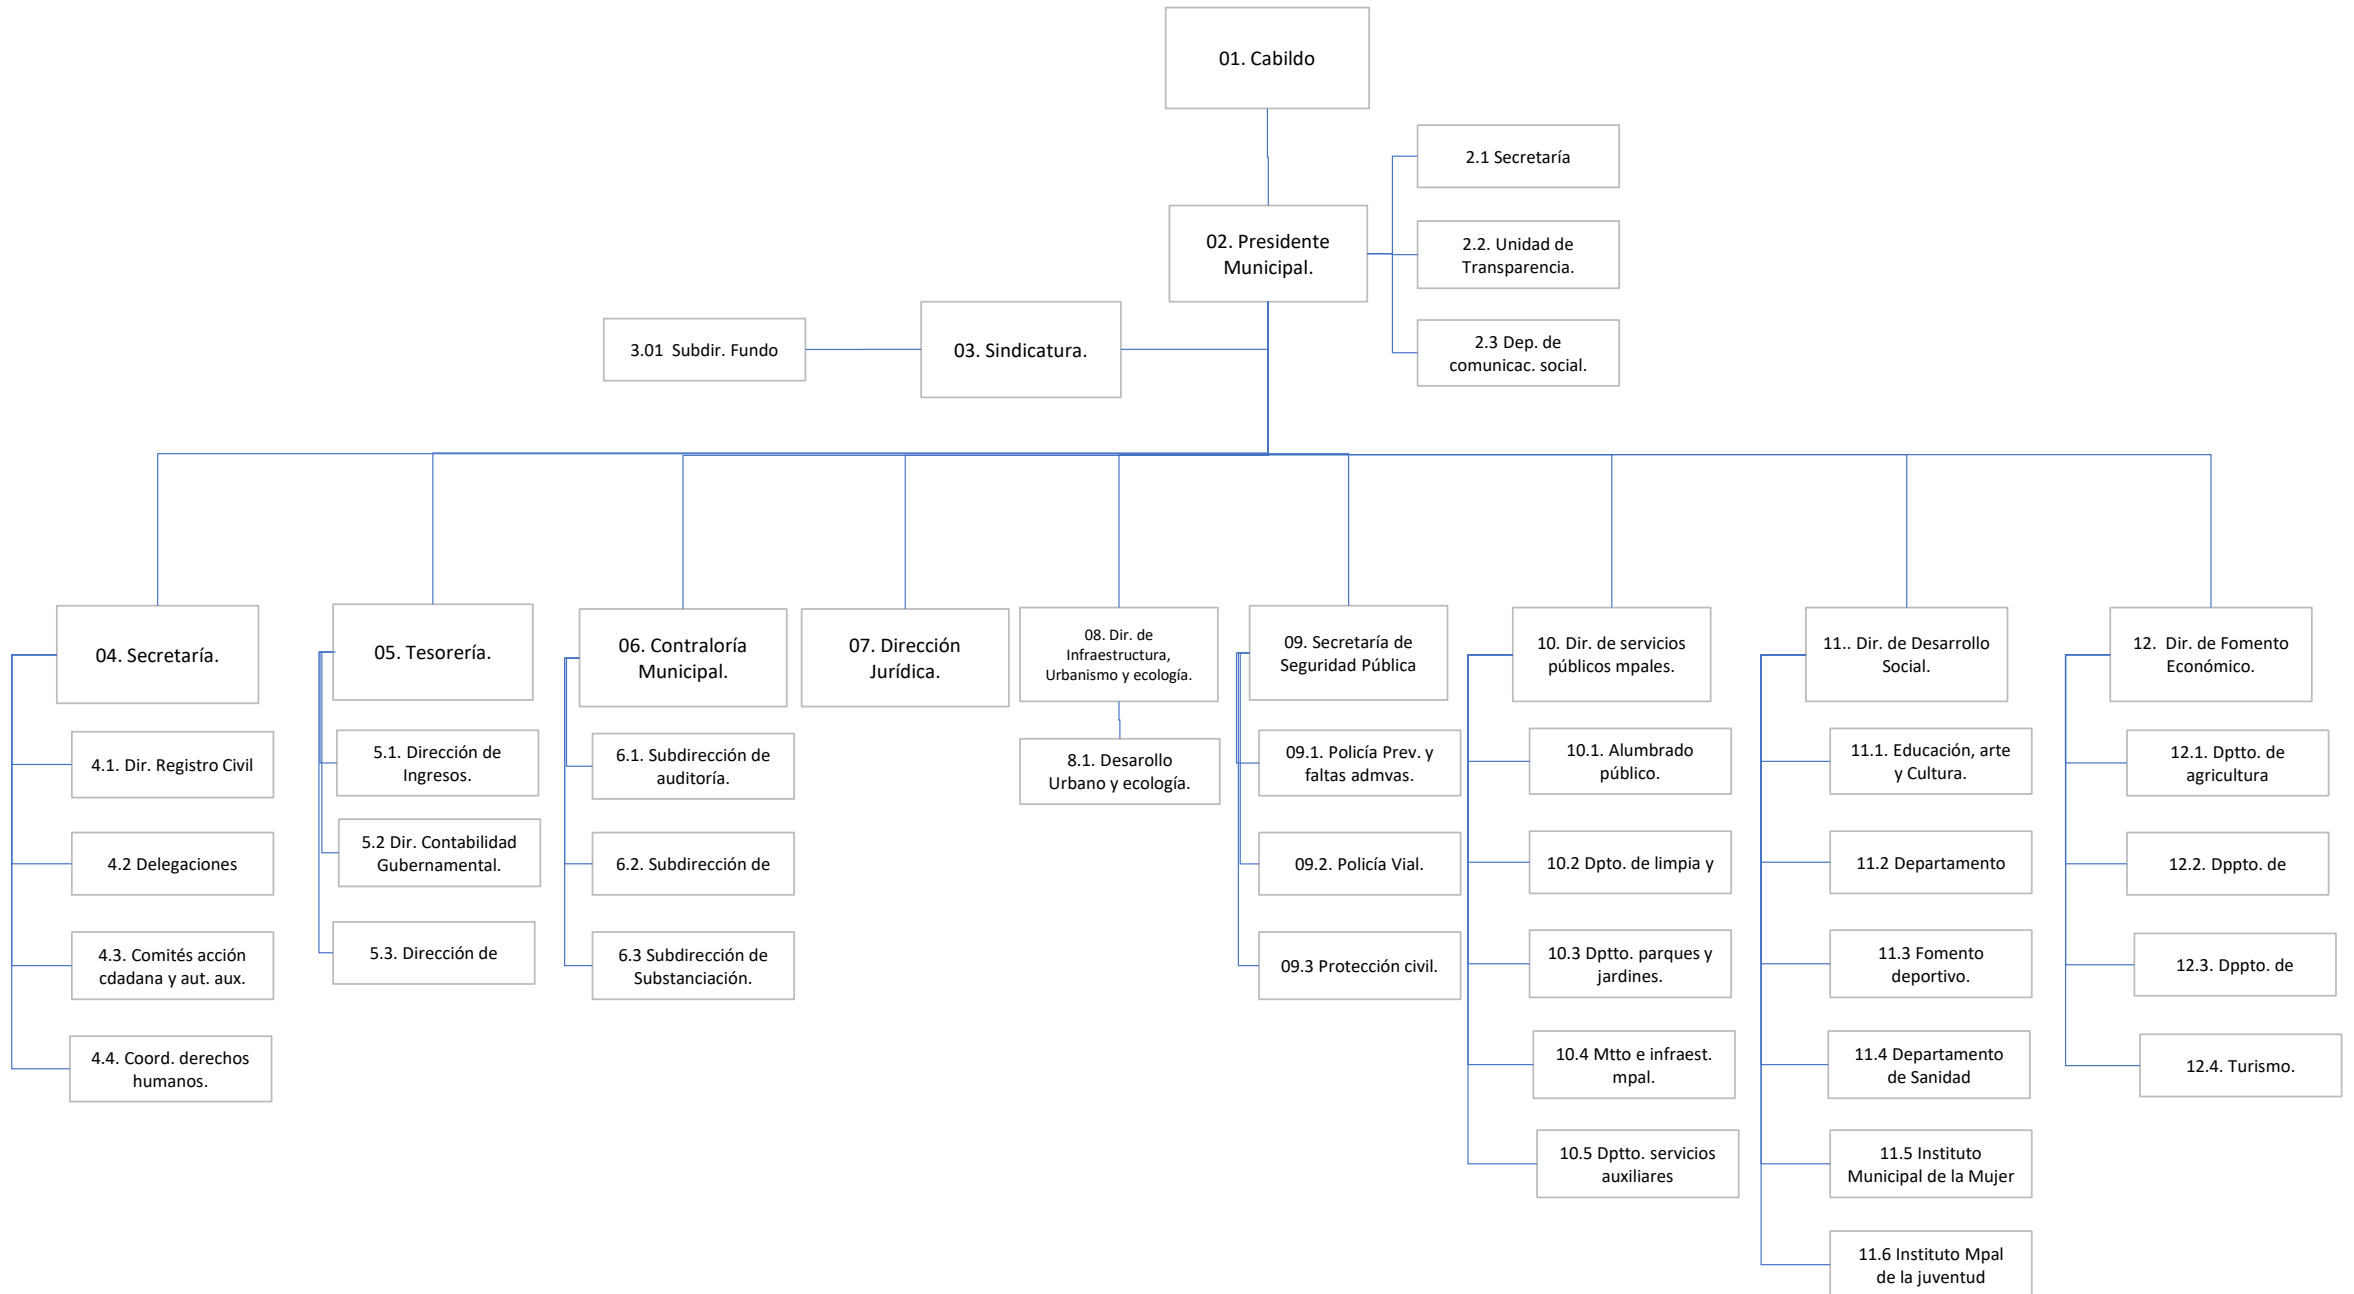 01. Cabildo
2.1 Secretaría
02. Presidente
Municipal.
2.2. Unidad de
Transparencia.
2.3 Dep. de
comunicac. social.
3.01  Subdir. Fundo
03. Sindicatura.
04. Secretaría.
4.1. Dir. Registro Civil
4.2 Delegaciones
4.3. Comités acción
cdadana y aut. aux.
4.4. Coord. derechos
humanos.
05. Tesorería.
5.1. Dirección de
Ingresos.
5.2 Dir. Contabilidad
Gubernamental.
5.3. Dirección de
06. Contraloría
Municipal.
6.1. Subdirección de
auditoría.
6.2. Subdirección de
6.3 Subdirección de
Substanciación.
07. Dirección
Jurídica.
08. Dir. de
Infraestructura,
Urbanismo y ecología.
8.1. Desarollo
Urbano y ecología.
09. Secretaría de
Seguridad Pública
09.1. Policía Prev. y
faltas admvas.
09.2. Policía Vial.
09.3 Protección civil.
10. Dir. de servicios
públicos mpales.
10.1. Alumbrado
público.
10.2 Dpto. de limpia y
10.3 Dptto. parques y
jardines.
10.4 Mtto e infraest.
mpal.
10.5 Dptto. servicios
auxiliares
11.. Dir. de Desarrollo
Social.
11.1. Educación, arte
y Cultura.
11.2 Departamento
11.3 Fomento
deportivo.
11.4 Departamento
de Sanidad
11.5 Instituto
Municipal de la Mujer
11.6 Instituto Mpal
de la juventud
12.  Dir. de Fomento
Económico.
12.1. Dptto. de
agricultura
12.2. Dppto. de
12.3. Dppto. de
12.4. Turismo.